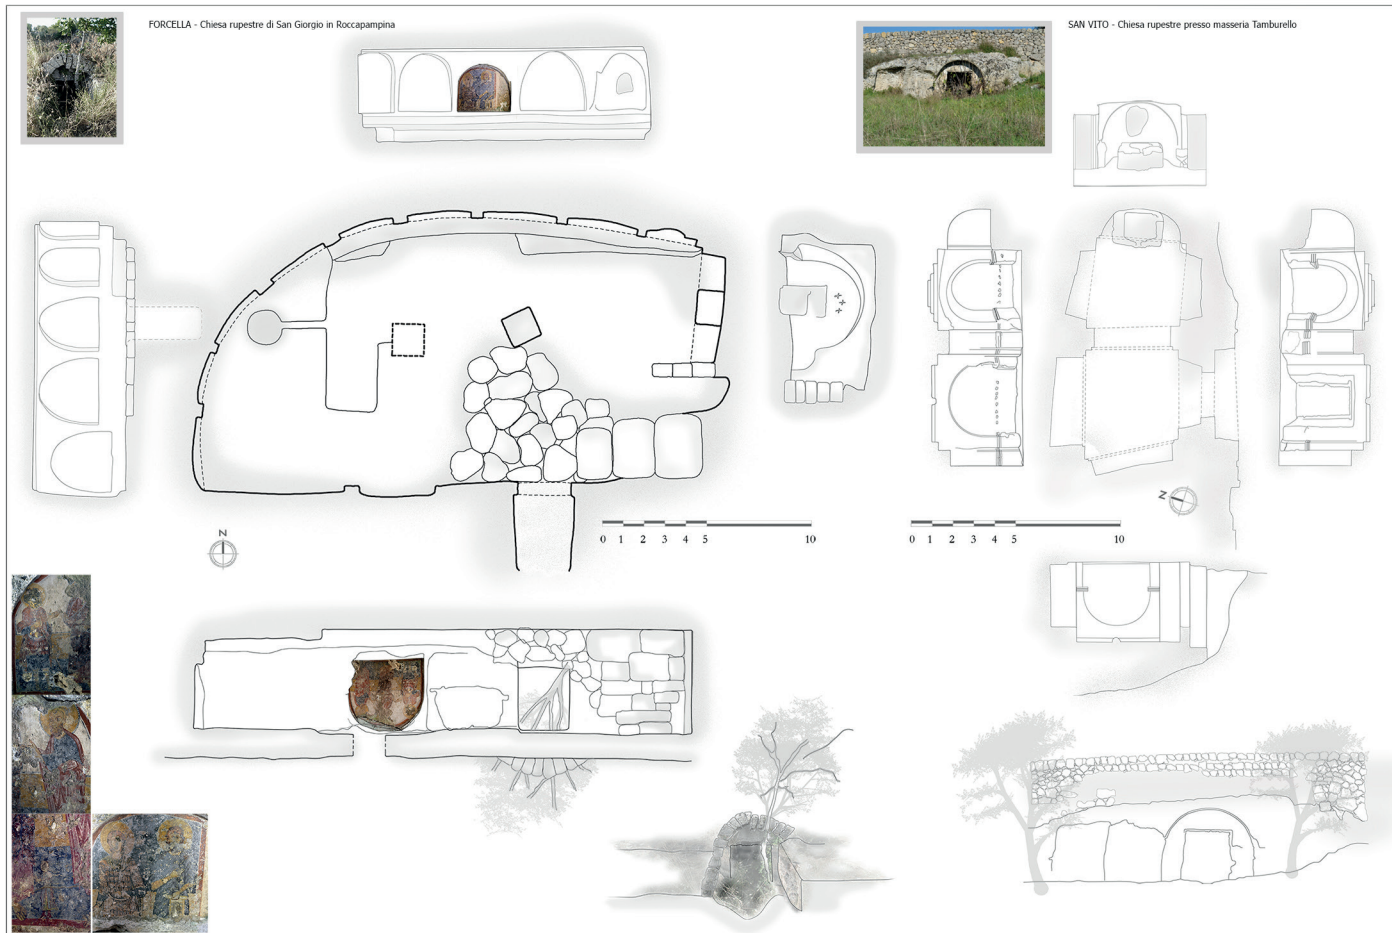 FORCELLA - Chiesa rupestre di San Giorgio in Roccapampina
SAN VITO - Chiesa rupestre presso masseria Tamburello
N
0 1 2 3 4 5 10
N
0 1 2 3 4 5 10